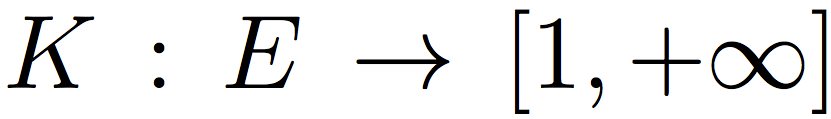 K : E → [1, +∞]